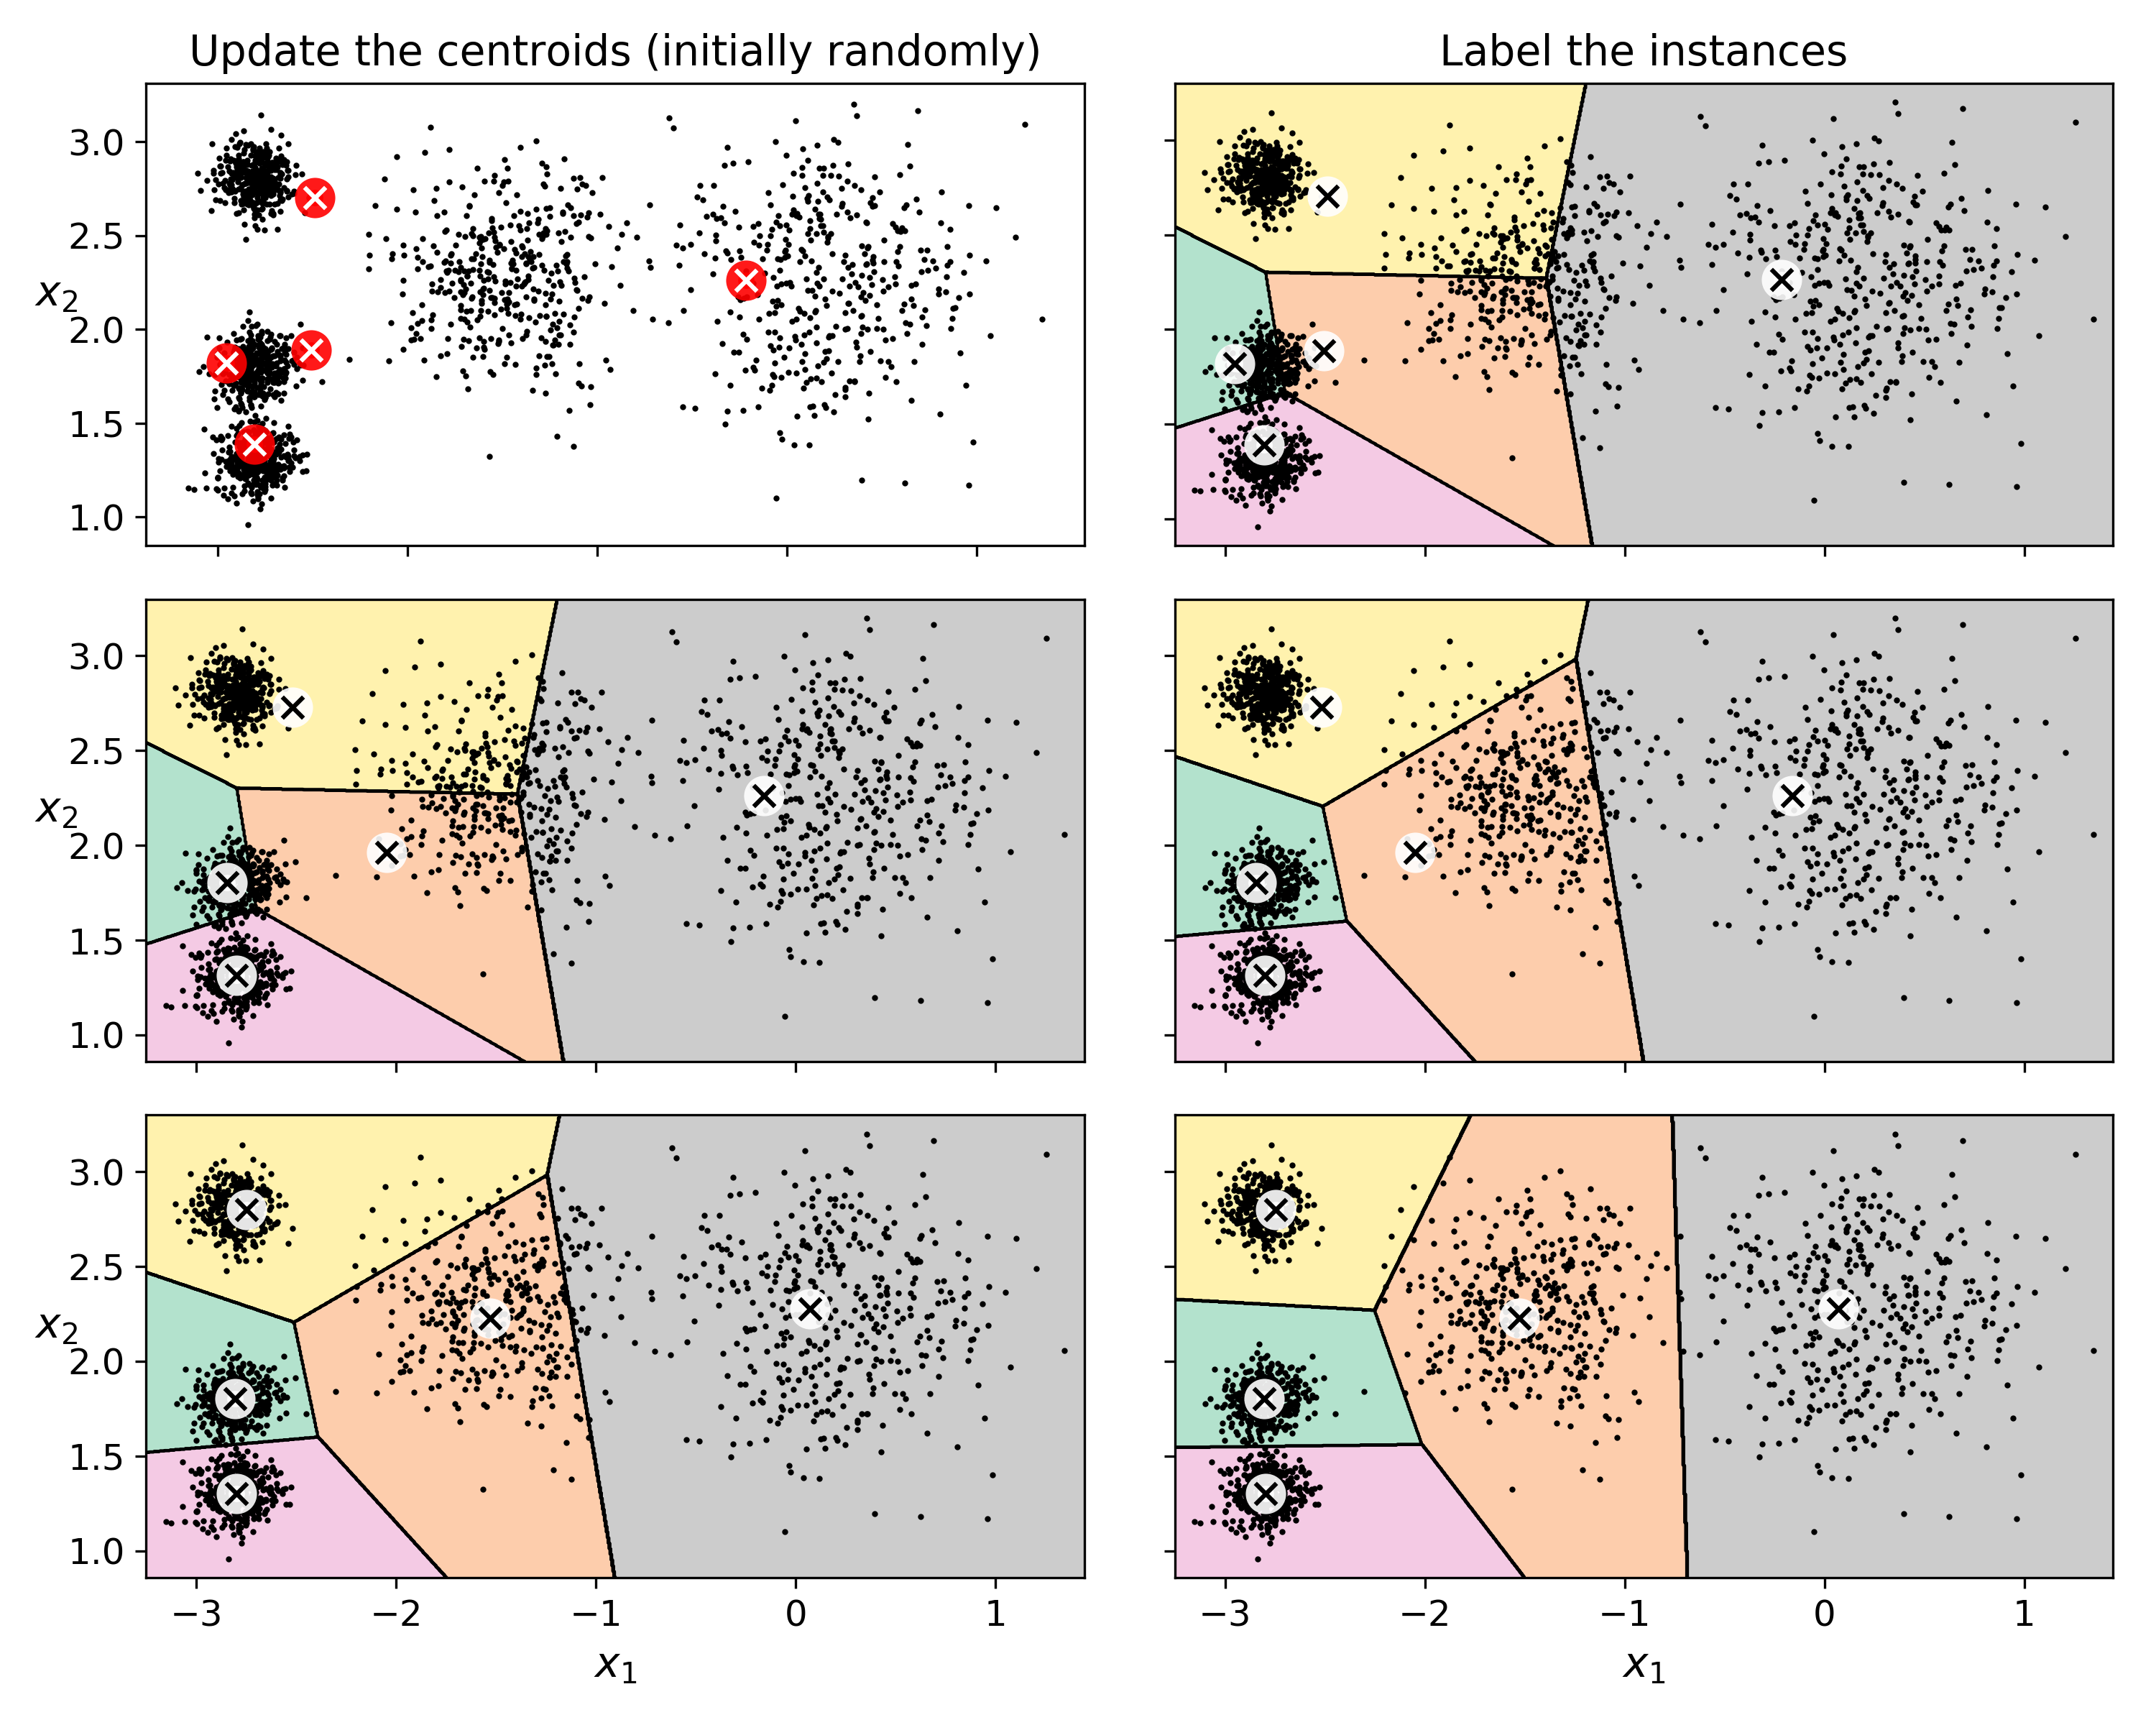 Update the centroids (initially randomly)
Label the instances
3.0
2.5
x₂
2.0
1.5
1.0
3.0
2.5
x₂
2.0
1.5
1.0
3.0
2.5
x₂
2.0
1.5
1.0
−3 −2 −1 0 1
−3 −2 −1 0 1
x₁
x₁